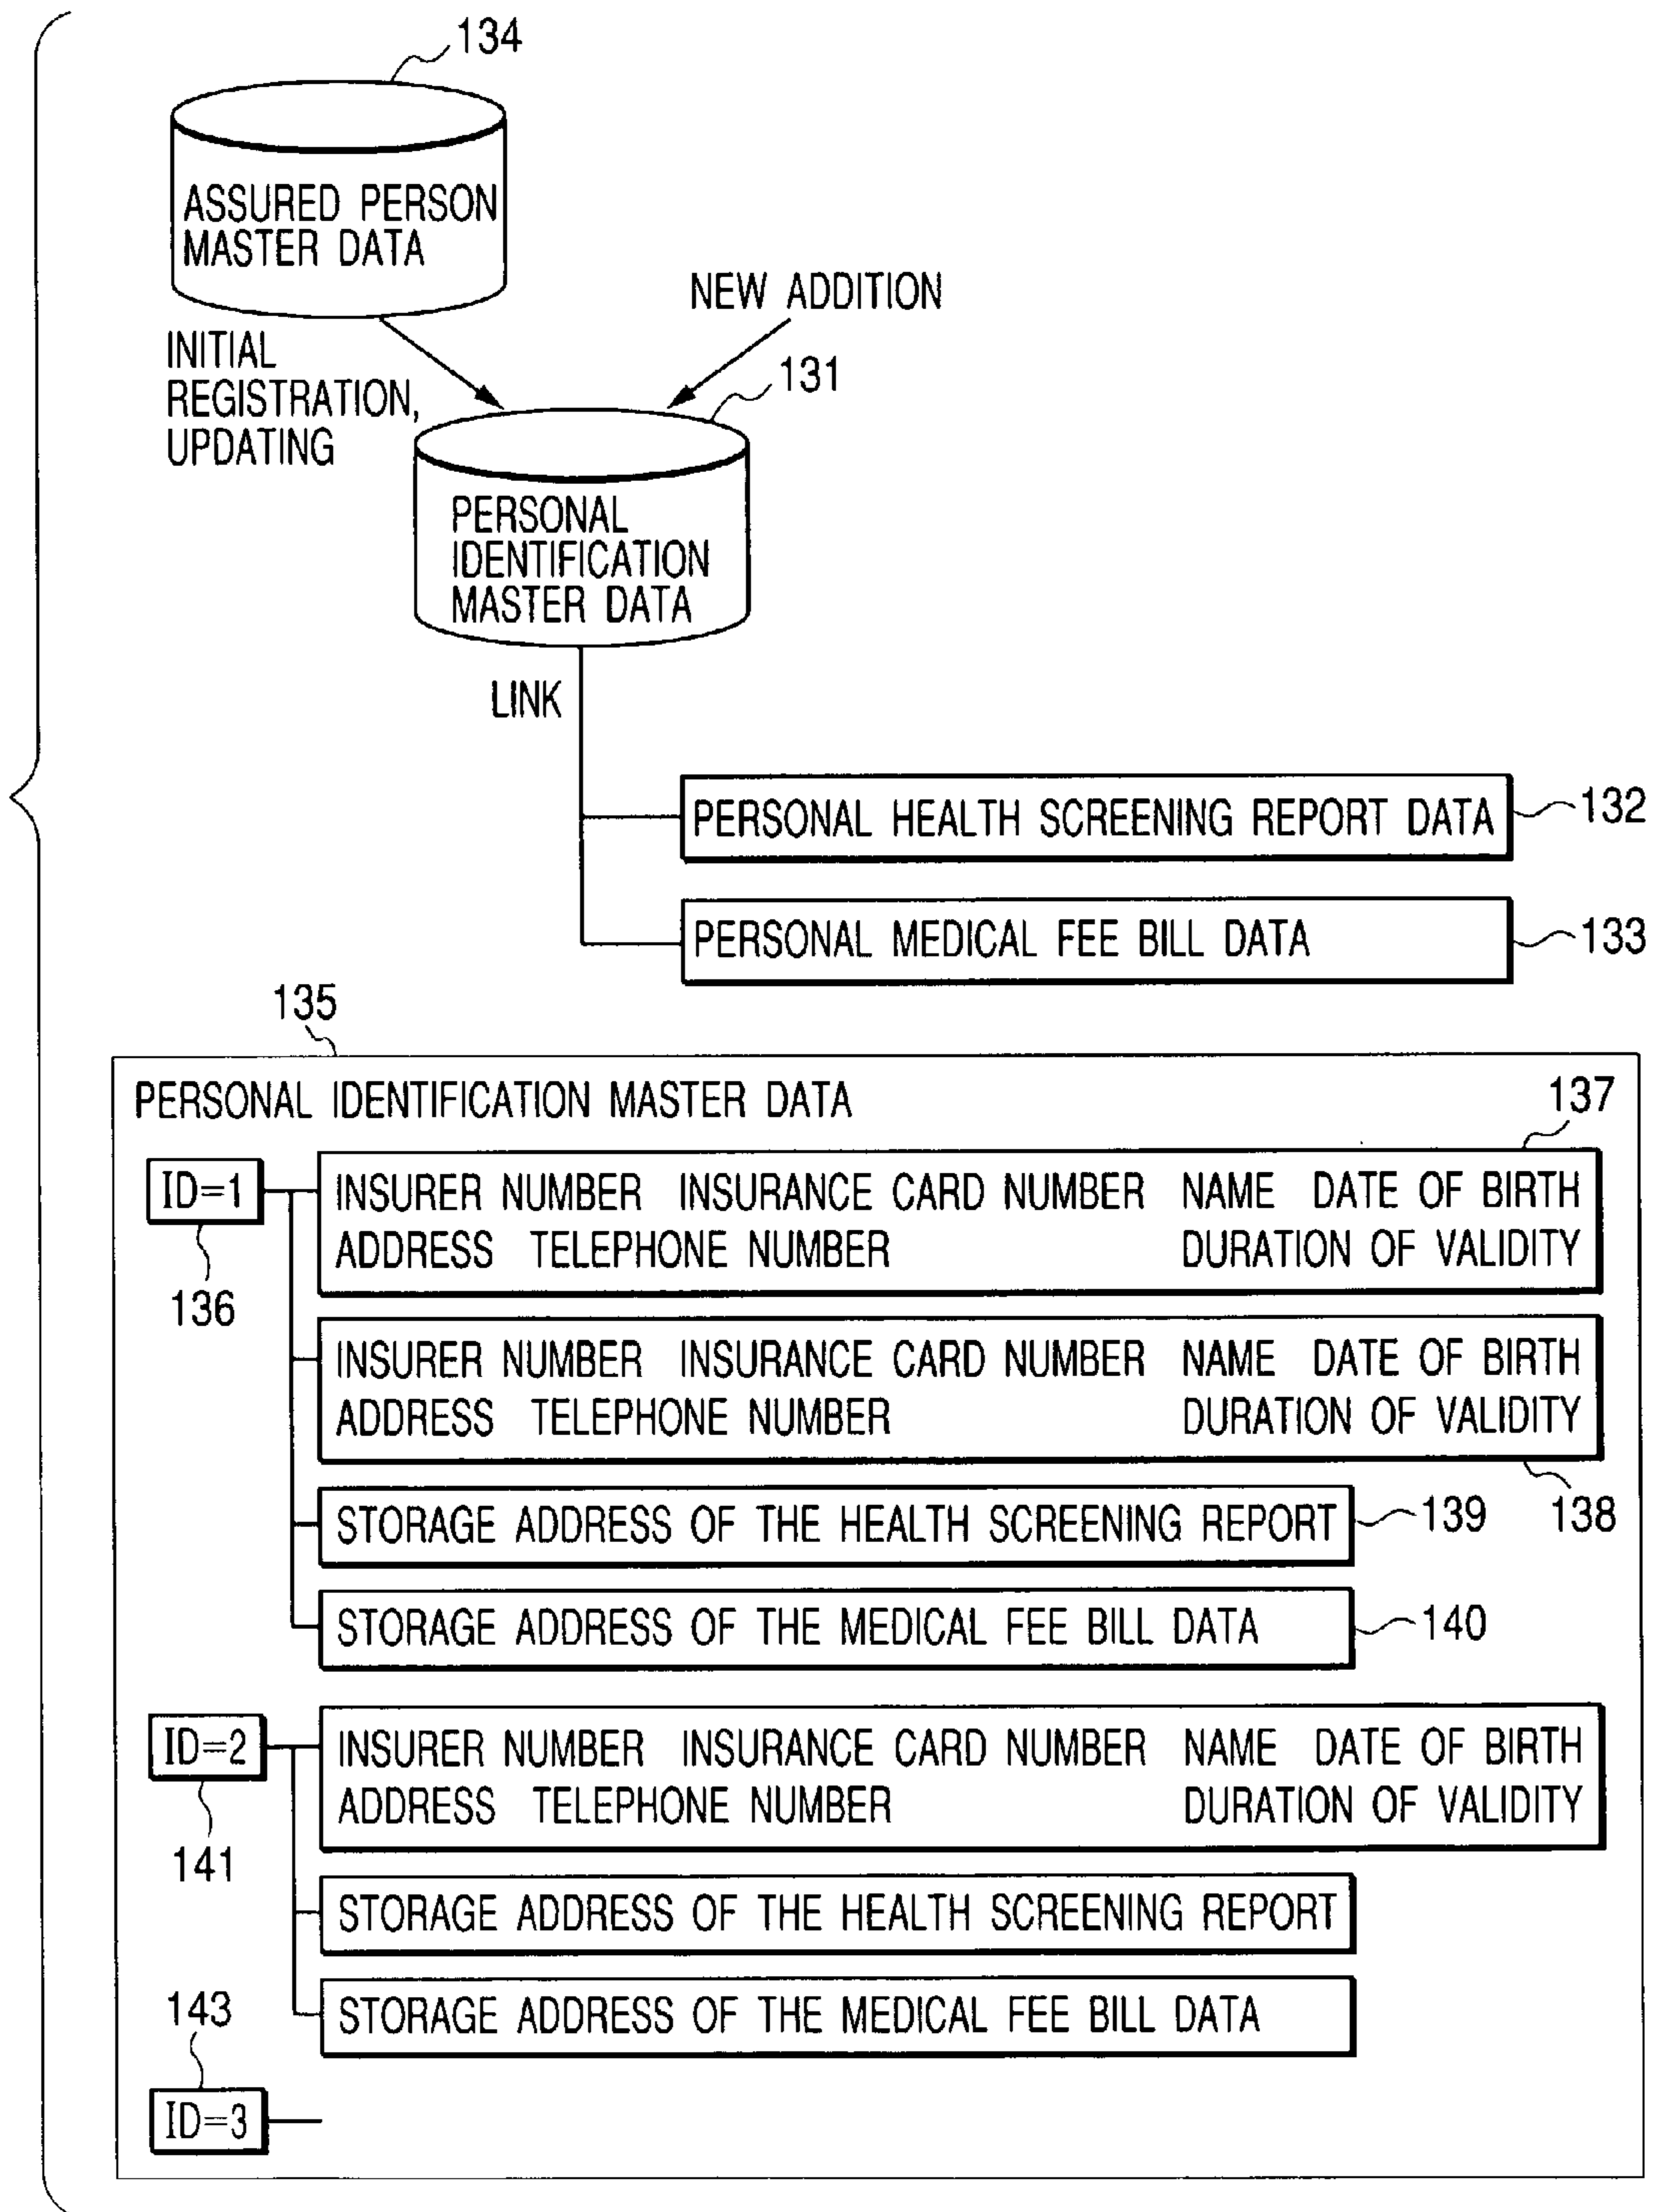 134
ASSURED PERSON
MASTER DATA
NEW ADDITION
INITIAL
REGISTRATION,
UPDATING
131
PERSONAL
IDENTIFICATION
MASTER DATA
LINK
PERSONAL HEALTH SCREENING REPORT DATA
132
PERSONAL MEDICAL FEE BILL DATA
133
135
PERSONAL IDENTIFICATION MASTER DATA
137
ID=1
136
INSURER NUMBER INSURANCE CARD NUMBER NAME DATE OF BIRTH
ADDRESS TELEPHONE NUMBER DURATION OF VALIDITY
INSURER NUMBER INSURANCE CARD NUMBER NAME DATE OF BIRTH
ADDRESS TELEPHONE NUMBER DURATION OF VALIDITY
138
STORAGE ADDRESS OF THE HEALTH SCREENING REPORT
139
STORAGE ADDRESS OF THE MEDICAL FEE BILL DATA
140
ID=2
141
INSURER NUMBER INSURANCE CARD NUMBER NAME DATE OF BIRTH
ADDRESS TELEPHONE NUMBER DURATION OF VALIDITY
STORAGE ADDRESS OF THE HEALTH SCREENING REPORT
STORAGE ADDRESS OF THE MEDICAL FEE BILL DATA
143
ID=3